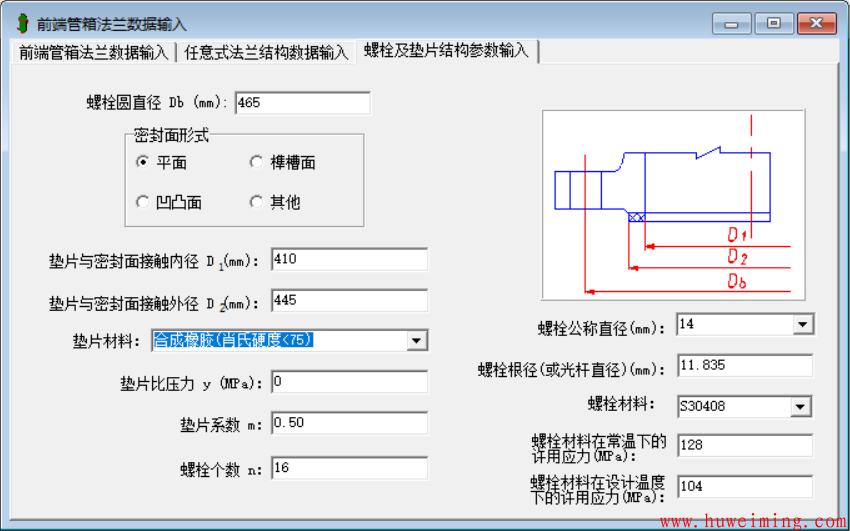 前端管箱法兰数据输入
前端管箱法兰数据输入 任意式法兰结构数据输入 螺栓及垫片结构参数输入
螺栓圆直径 Db (mm): 465
密封面形式
平面 榫槽面
凹凸面 其他
垫片与密封面接触内径 D1(mm): 410
垫片与密封面接触外径 D2(mm): 445
垫片材料: 合成橡胶(肖氏硬度<75)
垫片比压力 y (MPa): 0
垫片系数 m: 0.50
螺栓个数 n: 16
D1
D2
Db
螺栓公称直径(mm): 14
螺栓根径(或光杆直径)(mm): 11.835
螺栓材料: S30408
螺栓材料在常温下的
许用应力(MPa): 128
螺栓材料在设计温度
下的许用应力(MPa): 104
www.huweiming.com